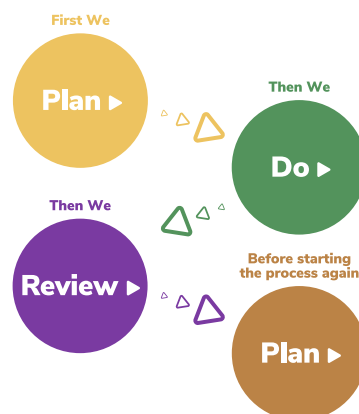 First We
Plan
Then We
Do
Then We
Review
Before starting
the process again
Plan